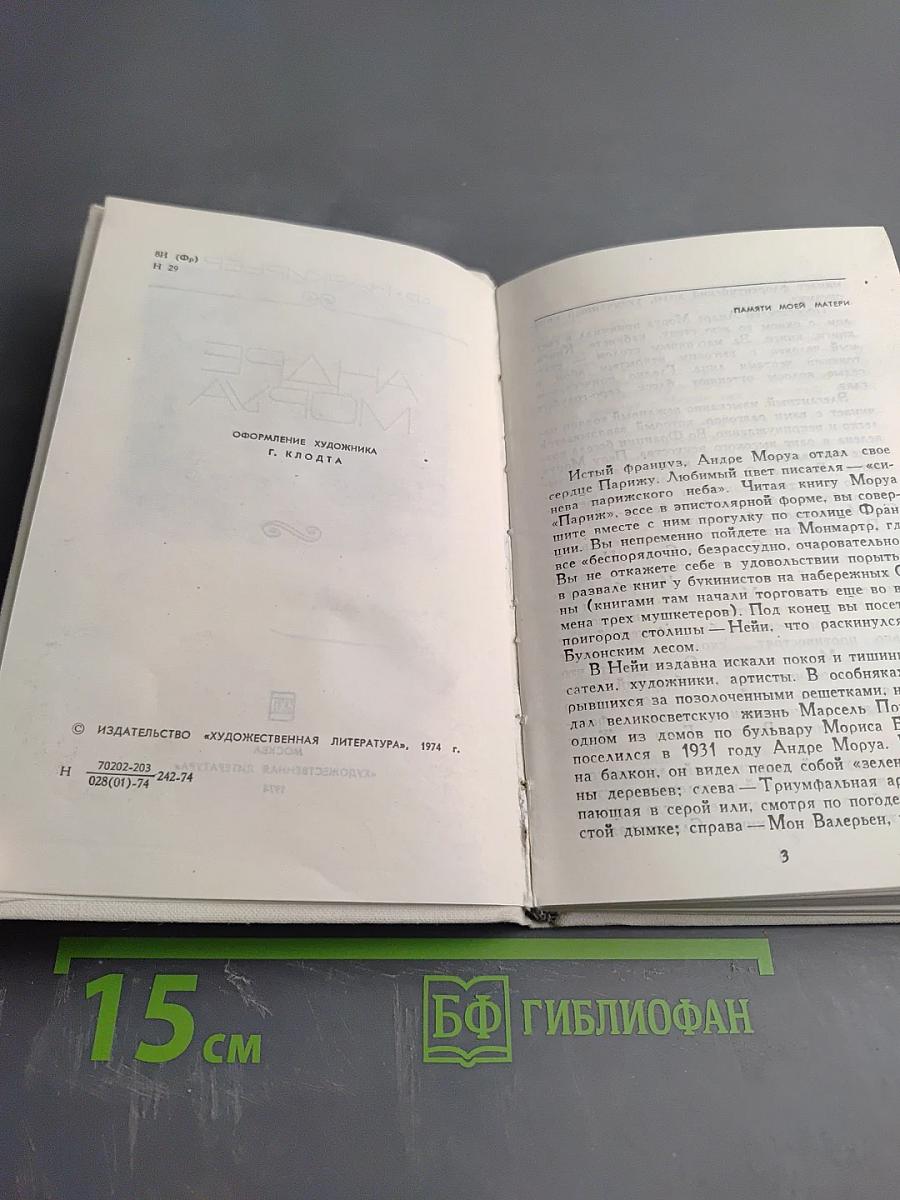 8И (Фр)
Н 29
ОФОРМЛЕНИЕ ХУДОЖНИКА
Г. КЛОДТА
© ИЗДАТЕЛЬСТВО «ХУДОЖЕСТВЕННАЯ ЛИТЕРАТУРА», 1974 г.
Н 70202-203
028(01)-74 242-74
ПАМЯТИ МОЕЙ МАТЕРИ
Истый француз, Андре Моруа отдал свое
сердце Парижу. Любимый цвет писателя — «си-
нева парижского неба». Читая книгу Моруа
«Париж», эссе в эпистолярной форме, вы совер-
шите вместе с ним прогулку по столице Фран-
ции. Вы непременно пойдете на Монмартр, гд
все «беспорядочно, безрассудно, очаровательно
Вы не откажете себе в удовольствии порыть
в развале книг у букинистов на набережных С
ны (книгами там начали торговать еще во в
мена трех мушкетеров). Под конец вы посет
пригород столицы — Нейи, что раскинулся
Булонским лесом.
В Нейи издавна искали покоя и тишины
сатели, художники, артисты. В особняках
рывшихся за позолоченными решетками, н
дал великосветскую жизнь Марсель По
одном из домов по бульвару Мориса Б
поселился в 1931 году Андре Моруа.
на балкон, он видел перед собой «зелен
ны деревьев; слева — Триумфальная ар
пающая в серой или, смотря по погоде
стой дымке; справа — Мон Валерьен,
3
15 см
БФ ГИБЛИОФАН